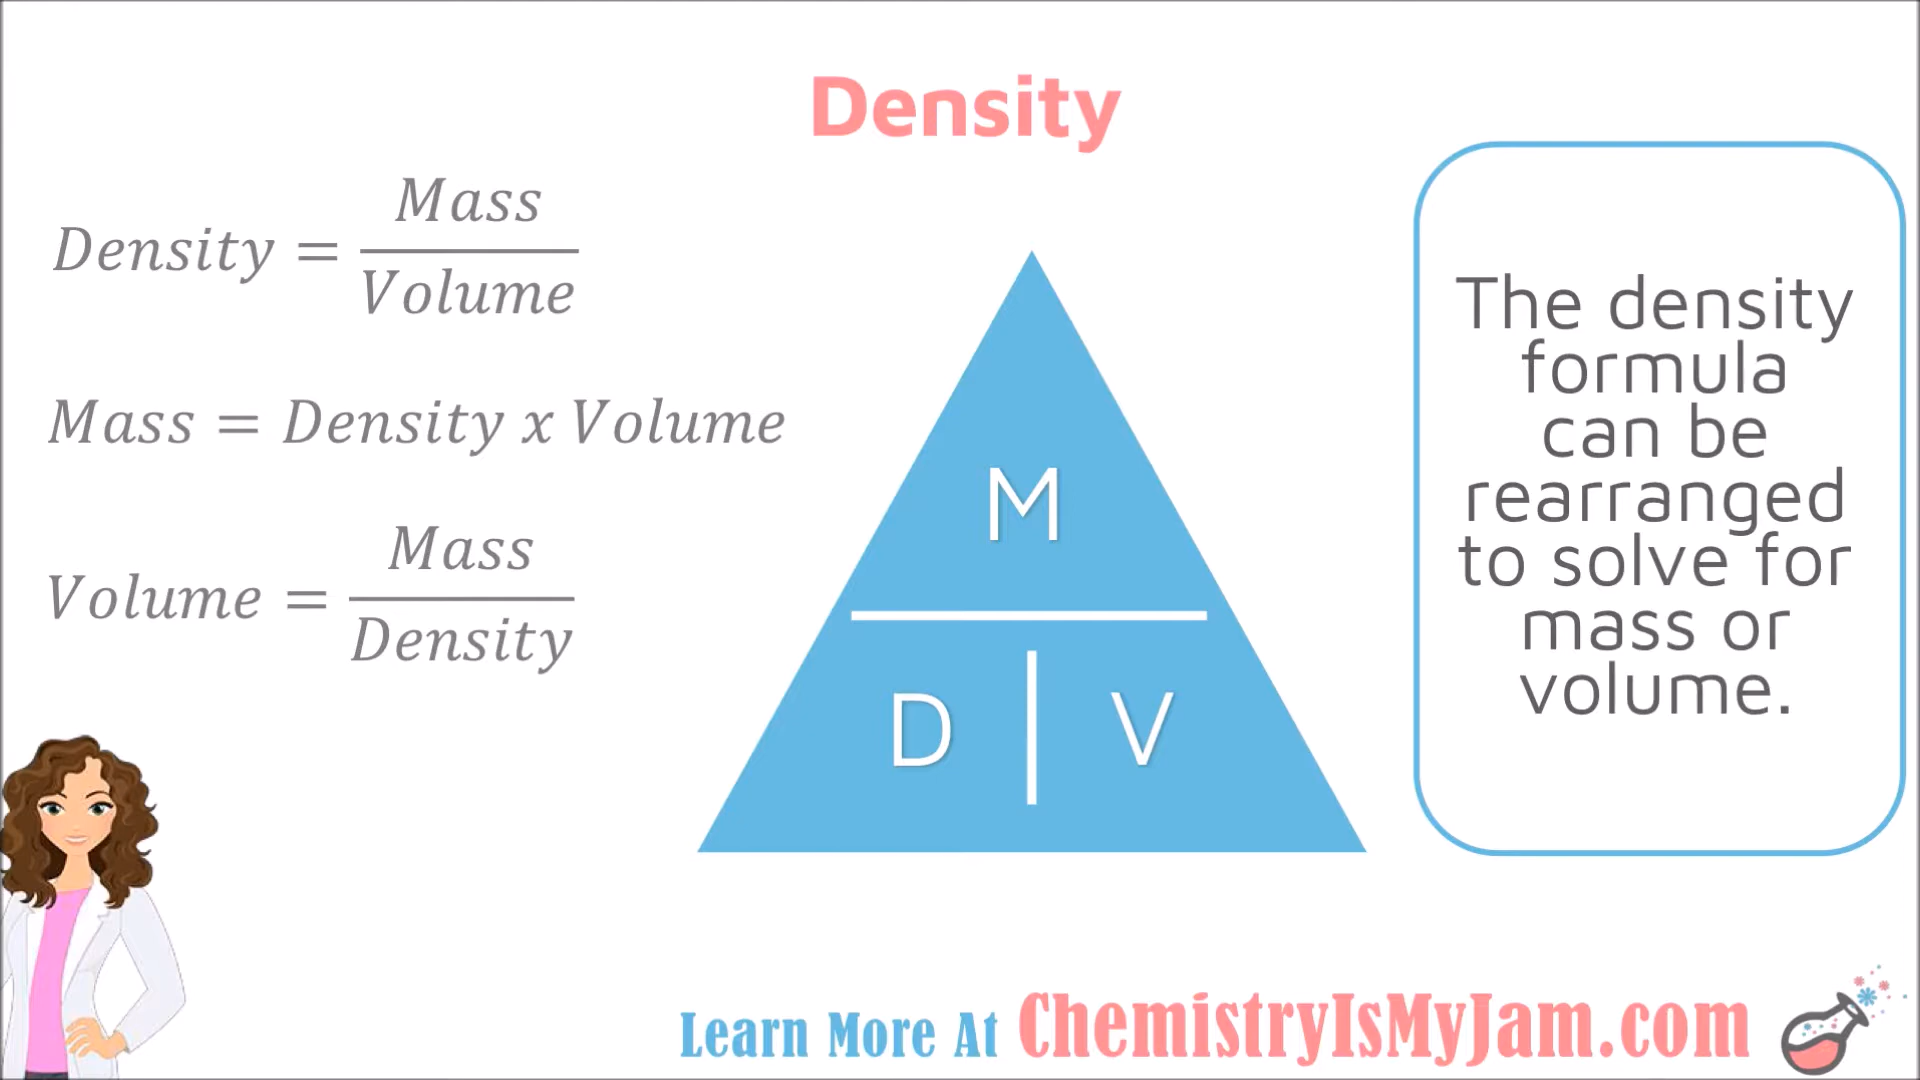 Density
Density = Mass / Volume
Mass = Density x Volume
Volume = Mass / Density
M
D | V
The density
formula
can be
rearranged
to solve for
mass or
volume.
Learn More At ChemistryIsMyJam.com